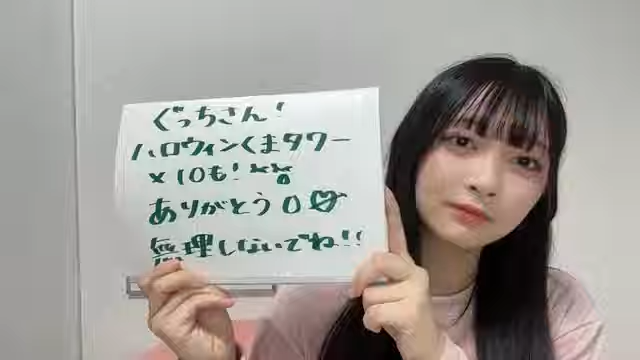 ぐっちさん!
ハロウィンくまタワー
×10も!
ありがとう
無理しないでね!!